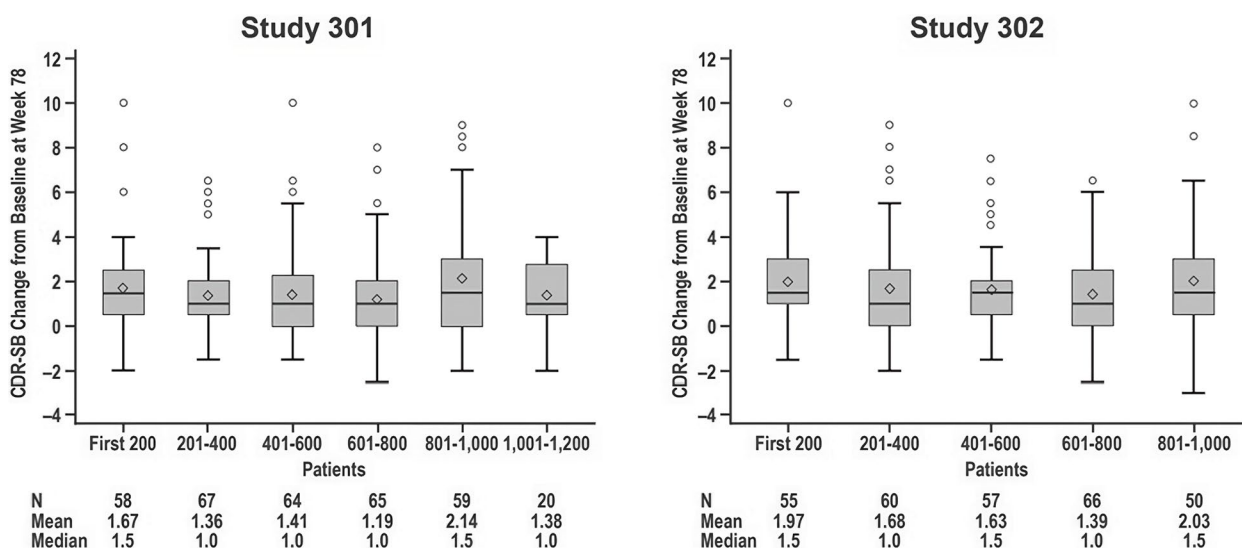 Study 301
CDR-SB Change from Baseline at Week 78
12
10
8
6
4
2
0
–2
–4
First 200 201-400 401-600 601-800 801-1,000 1,001-1,200
Patients
N 58 67 64 65 59 20
Mean 1.67 1.36 1.41 1.19 2.14 1.38
Median 1.5 1.0 1.0 1.0 1.5 1.0
Study 302
CDR-SB Change from Baseline at Week 78
12
10
8
6
4
2
0
–2
–4
First 200 201-400 401-600 601-800 801-1,000
Patients
N 55 60 57 66 50
Mean 1.97 1.68 1.63 1.39 2.03
Median 1.5 1.0 1.5 1.0 1.5